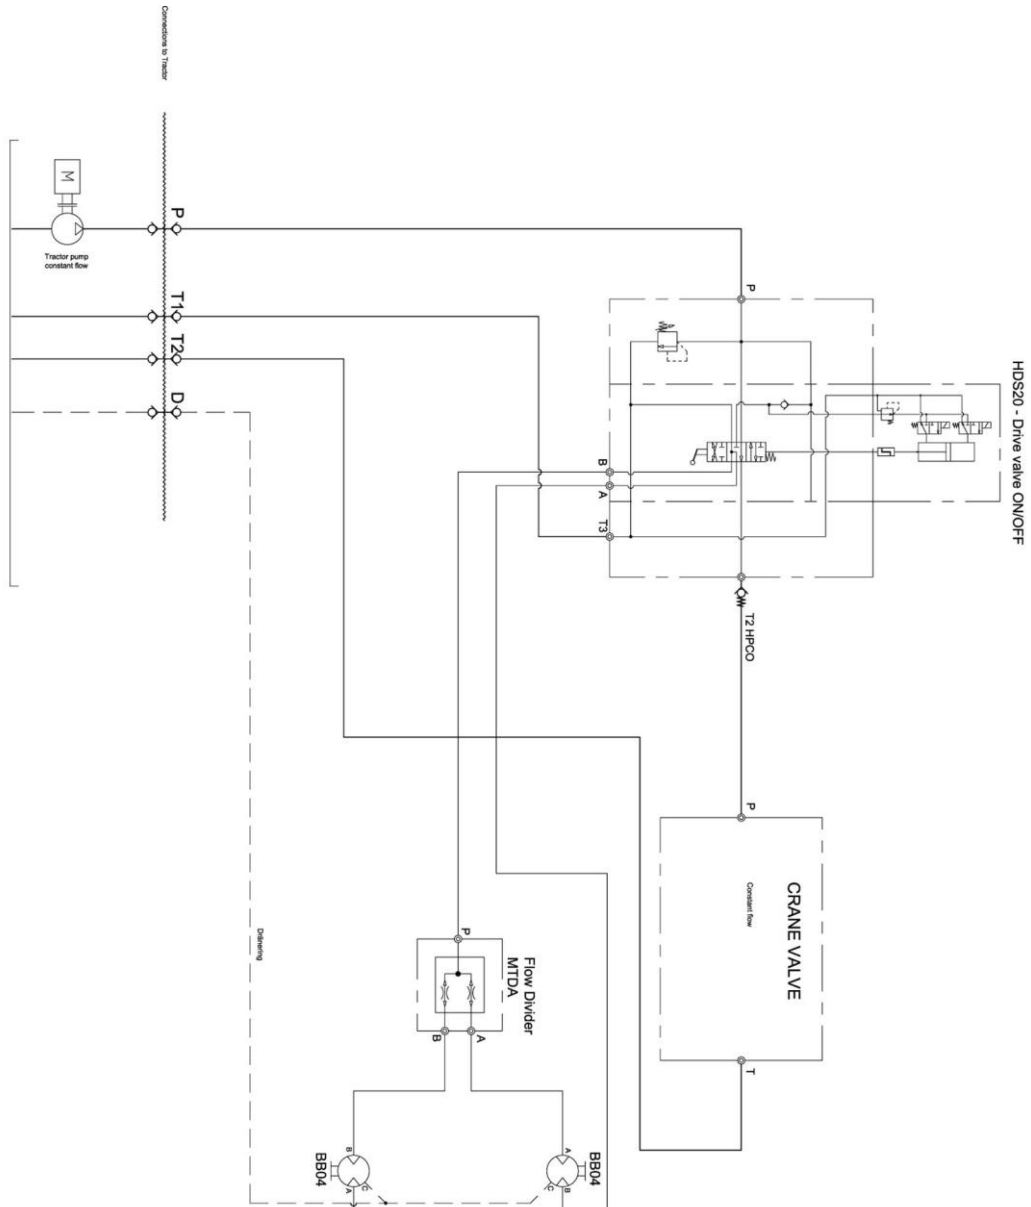 Connections to Tractor
M
Tractor pump
constant flow
P
T1
T2
D
HDS20 - Drive valve ON/OFF
P
B
A
T3
T2 HPCO
P
CRANE VALVE
Constant flow
T
Dränering
P
Flow Divider
MTDA
B
A
B
BB04
A
C
A
BB04
B
C